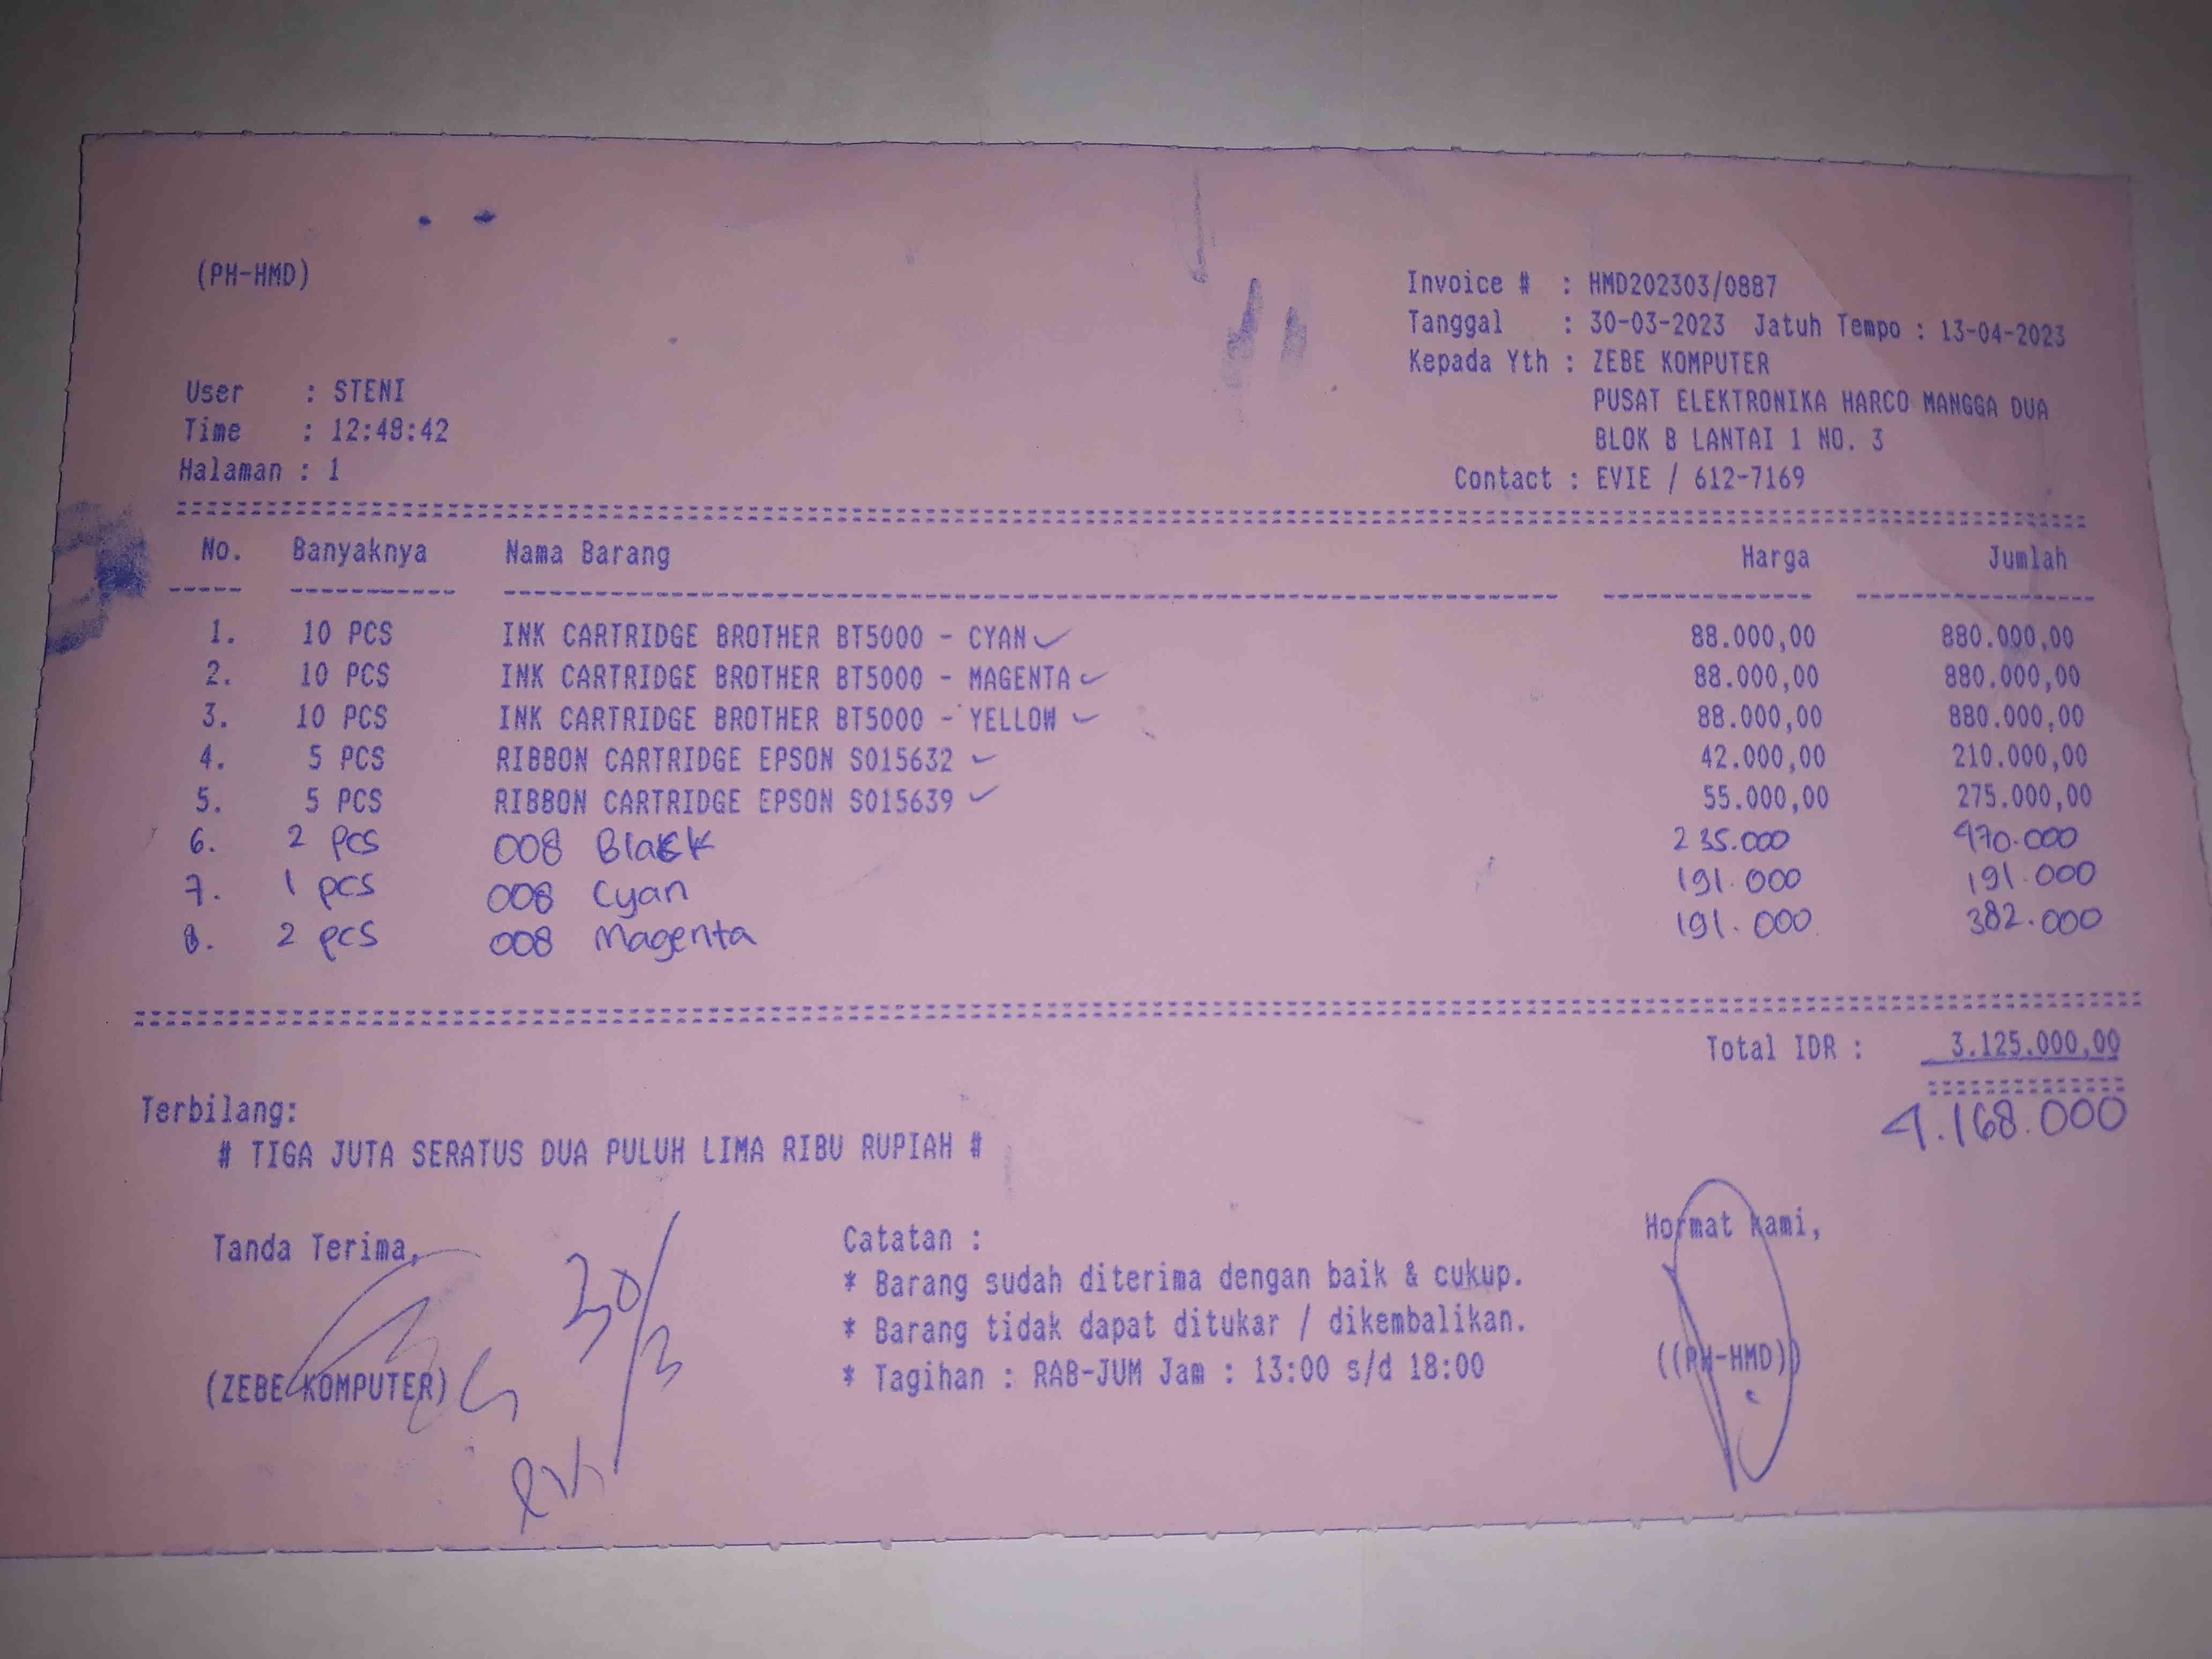 (PH-HMD)
Invoice # : HMD202303/0887
Tanggal : 30-03-2023 Jatuh Tempo : 13-04-2023
Kepada Yth : ZEBE KOMPUTER
PUSAT ELEKTRONIKA HARCO MANGGA DUA
BLOK B LANTAI 1 NO. 3
Contact : EVIE / 612-7169
User : STENI
Time : 12:48:42
Halaman : 1
No. Banyaknya Nama Barang Harga Jumlah
1. 10 PCS INK CARTRIDGE BROTHER BT5000 - CYAN 88.000,00 880.000,00
2. 10 PCS INK CARTRIDGE BROTHER BT5000 - MAGENTA 88.000,00 880.000,00
3. 10 PCS INK CARTRIDGE BROTHER BT5000 - YELLOW 88.000,00 880.000,00
4. 5 PCS RIBBON CARTRIDGE EPSON S015632 42.000,00 210.000,00
5. 5 PCS RIBBON CARTRIDGE EPSON S015639 55.000,00 275.000,00
6. 2 pcs 008 Black 235.000 470.000
7. 1 pcs 008 Cyan 191.000 191.000
8. 2 pcs 008 Magenta 191.000 382.000
Total IDR : 3.125.000,00
4.168.000
Terbilang:
# TIGA JUTA SERATUS DUA PULUH LIMA RIBU RUPIAH #
Tanda Terima,
30/3
(ZEBE KOMPUTER)
Catatan :
* Barang sudah diterima dengan baik & cukup.
* Barang tidak dapat ditukar / dikembalikan.
* Tagihan : RAB-JUM Jam : 13:00 s/d 18:00
Hormat Kami,
((PH-HMD))